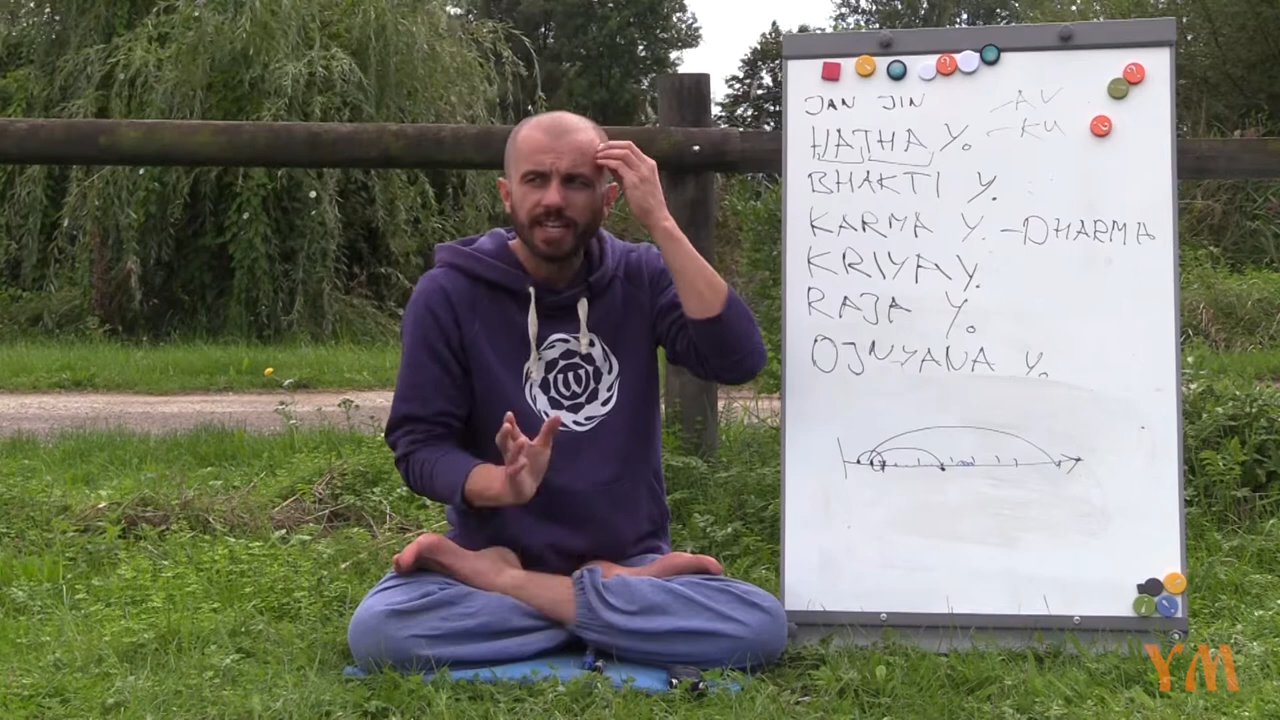 JAN JIN -AV
HATHA Y. -KU
BHAKTI Y.
KARMA Y. -DHARMA
KRIYA Y.
RAJA Y.
OJNYANA Y.
W
YM